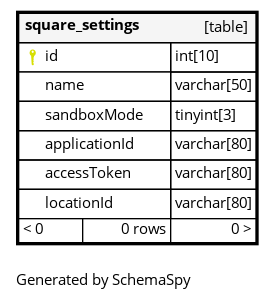 square_settings [table]
id int[10]
name varchar[50]
sandboxMode tinyint[3]
applicationId varchar[80]
accessToken varchar[80]
locationId varchar[80]
< 0 0 rows 0 >
Generated by SchemaSpy